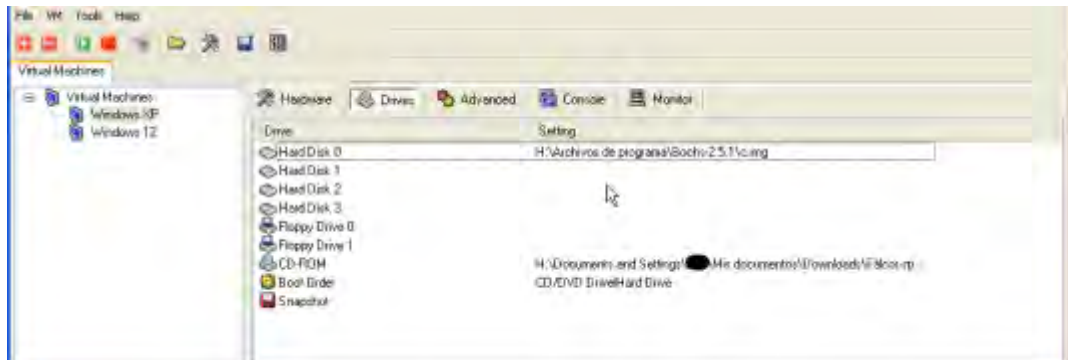 File VM Tools Help
Virtual Machines
Virtual Machines
Windows XP
Windows 12
Hardware Drives Advanced Console Monitor
Drive Setting
Hard Disk 0 H:\Archivos de programa\Bochs-2.5.1\c.img
Hard Disk 1
Hard Disk 2
Hard Disk 3
Floppy Drive 0
Floppy Drive 1
CD-ROM H:\Documents and Settings\ \Mis documentos\Downloads\
Boot Order CD/DVD Drive\Hard Drive
Snapshot